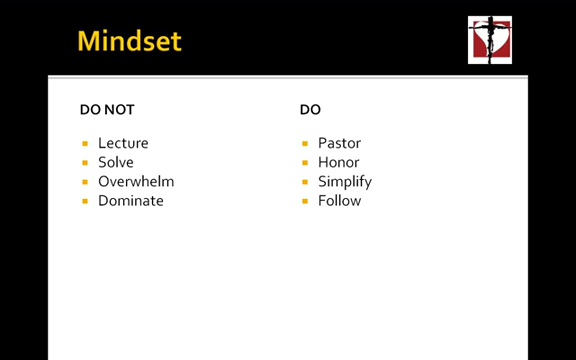 Mindset
DO NOT
Lecture
Solve
Overwhelm
Dominate
DO
Pastor
Honor
Simplify
Follow